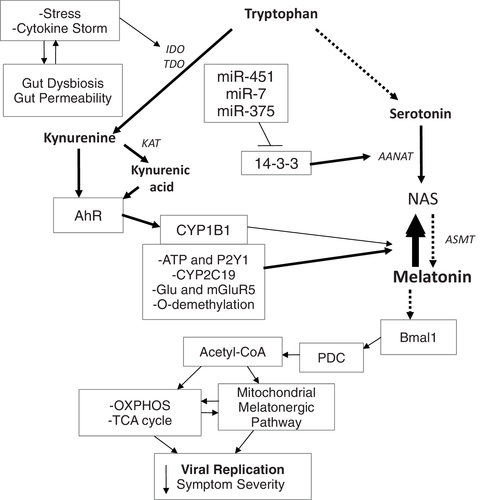 -Stress
-Cytokine Storm
Tryptophan
IDO
TDO
Gut Dysbiosis
Gut Permeability
miR-451
miR-7
miR-375
Serotonin
Kynurenine
KAT
14-3-3
AANAT
Kynurenic
acid
AhR
NAS
CYP1B1
ASMT
-ATP and P2Y1
-CYP2C19
-Glu and mGluR5
-O-demethylation
Melatonin
Bmal1
PDC
Acetyl-CoA
-OXPHOS
-TCA cycle
Mitochondrial
Melatonergic
Pathway
Viral Replication
Symptom Severity